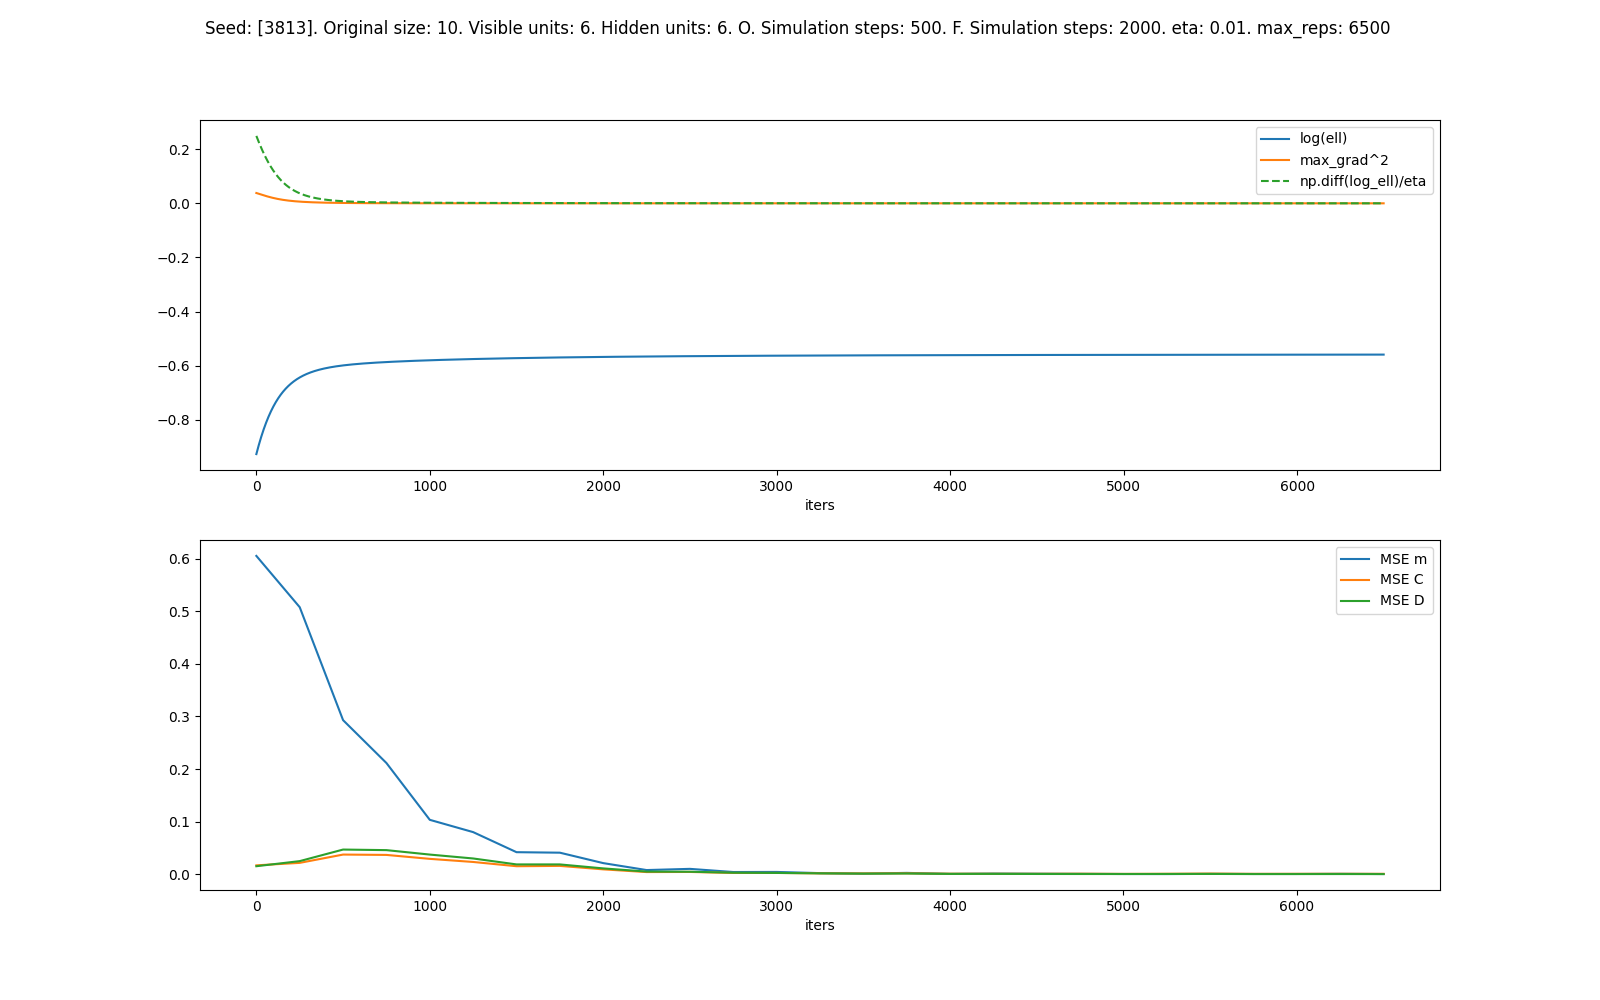 Seed: [3813]. Original size: 10. Visible units: 6. Hidden units: 6. O. Simulation steps: 500. F. Simulation steps: 2000. eta: 0.01. max_reps: 6500
0.2
0.0
−0.2
−0.4
−0.6
−0.8
log(ell)
max_grad^2
np.diff(log_ell)/eta
0 1000 2000 3000 4000 5000 6000
iters
0.6
0.5
0.4
0.3
0.2
0.1
0.0
MSE m
MSE C
MSE D
0 1000 2000 3000 4000 5000 6000
iters